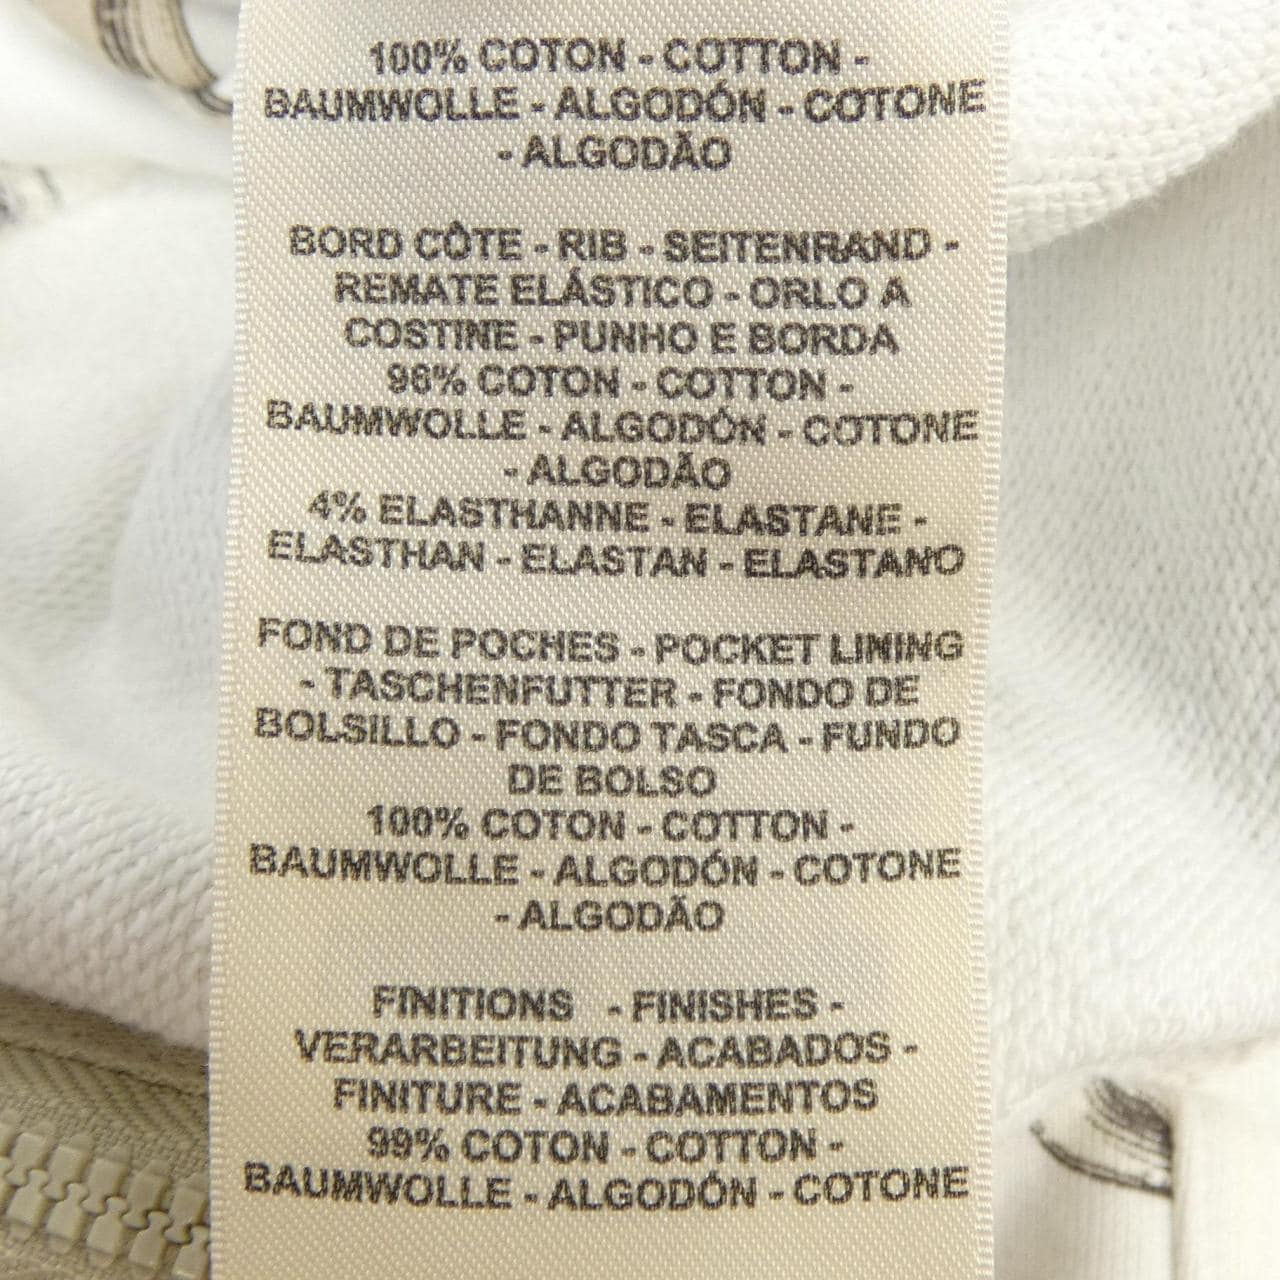 100% COTON - COTTON -
BAUMWOLLE - ALGODÓN - COTONE
- ALGODÃO
BORD CÔTE - RIB - SEITENRAND -
REMATE ELÁSTICO - ORLO A
COSTINE - PUNHO E BORDA
96% COTON - COTTON -
BAUMWOLLE - ALGODÓN - COTONE
- ALGODÃO
4% ELASTHANNE - ELASTANE -
ELASTHAN - ELASTAN - ELASTANO
FOND DE POCHES - POCKET LINING
- TASCHENFUTTER - FONDO DE
BOLSILLO - FONDO TASCA - FUNDO
DE BOLSO
100% COTON - COTTON -
BAUMWOLLE - ALGODÓN - COTONE
- ALGODÃO
FINITIONS - FINISHES -
VERARBEITUNG - ACABADOS -
FINITURE - ACABAMENTOS
99% COTON - COTTON -
BAUMWOLLE - ALGODÓN - COTONE